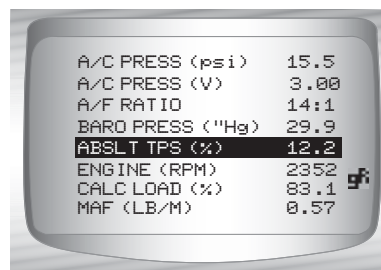 A/C PRESS (psi) 15.5
A/C PRESS (V) 3.00
A/F RATIO 14:1
BARO PRESS ("Hg) 29.9
ABSLT TPS (%) 12.2
ENGINE (RPM) 2352
CALC LOAD (%) 83.1
MAF (LB/M) 0.57